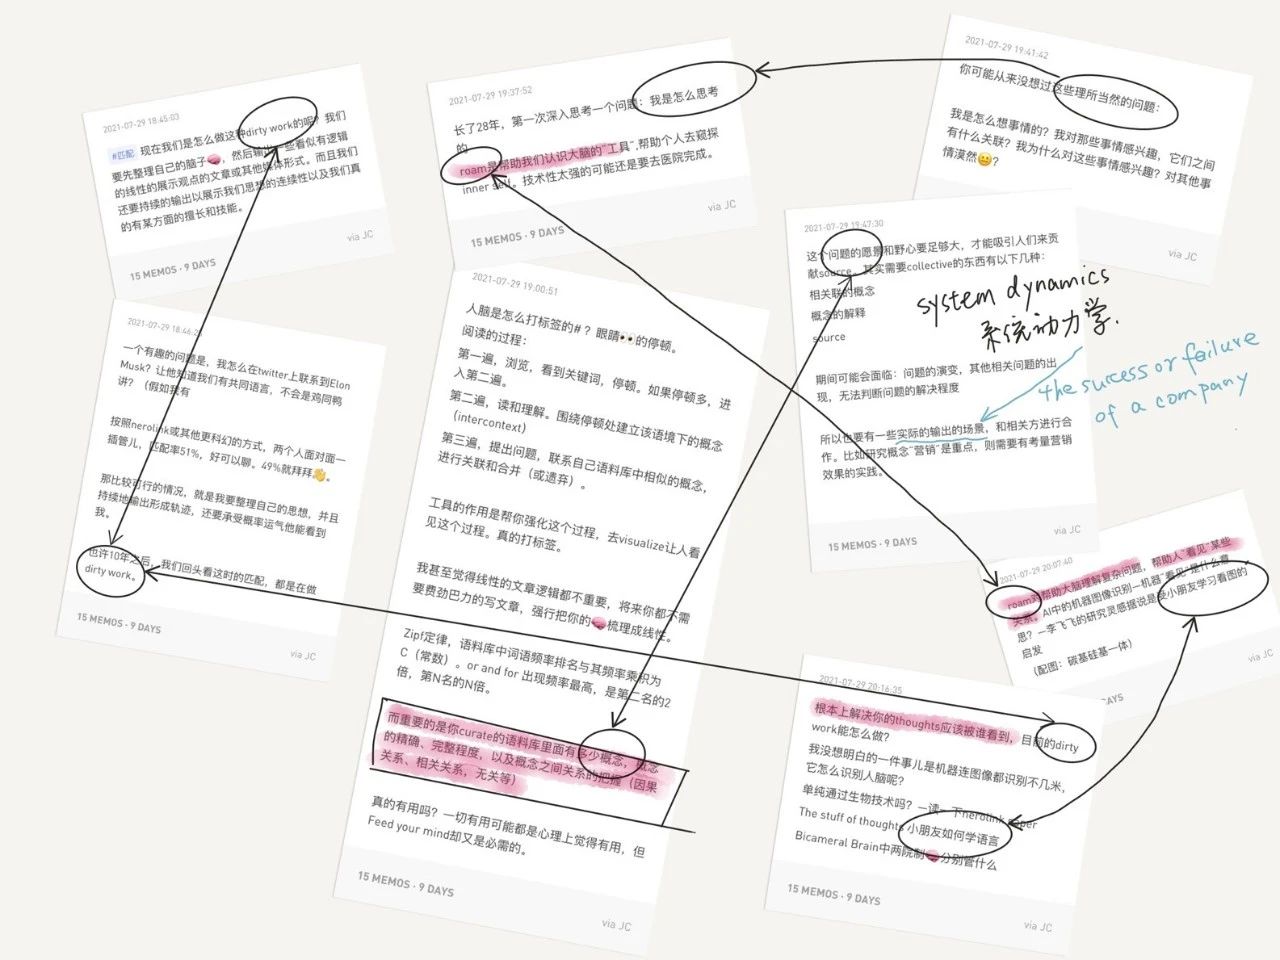 2021-07-29 18:45:03
#匹配 现在我们是怎么做这种dirty work的呢？我们
要先整理自己的脑子🧠，然后输出一些看似有逻辑
的线性的展示观点的文章或其他媒体形式。而且我们
还要持续的输出以展示我们思想的连续性以及我们真
的有某方面的擅长和技能。
via JC
15 MEMOS · 9 DAYS
2021-07-29 19:37:52
长了28年，第一次深入思考一个问题：我是怎么思考
的
roam是帮助我们认识大脑的"工具",帮助个人去窥探
inner self。技术性太强的可能还是要去医院完成。
via JC
15 MEMOS · 9 DAYS
2021-07-29 19:41:42
你可能从来没想过这些理所当然的问题：
我是怎么想事情的？我对那些事情感兴趣，它们之间
有什么关联？我为什么对这些事情感兴趣？对其他事
情漠然🙂？
via JC
2021-07-29 18:46:2
一个有趣的问题是，我怎么在twitter上联系到Elon
Musk？让他知道我们有共同语言，不会是鸡同鸭
讲？（假如我有
按照nerolink或其他更科幻的方式，两个人面对面一
插管儿，匹配率51%，好可以聊。49%就拜拜👋。
那比较可行的情况，就是我要整理自己的思想，并且
持续地输出形成轨迹，还要承受概率运气他能看到
我。
也许10年之后，我们回头看这时的匹配，都是在做
dirty work。
15 MEMOS · 9 DAYS
via JC
2021-07-29 19:00:51
人脑是怎么打标签的#？眼睛👀的停顿。
阅读的过程：
第一遍，浏览，看到关键词，停顿。如果停顿多，进
入第二遍。
第二遍，读和理解。围绕停顿处建立该语境下的概念
（intercontext）
第三遍，提出问题，联系自己语料库中相似的概念，
进行关联和合并（或遗弃）。
工具的作用是帮你强化这个过程，去visualize让人看
见这个过程。真的打标签。
我甚至觉得线性的文章逻辑都不重要，将来你都不需
要费劲巴力的写文章，强行把你的🧠梳理成线性。
Zipf定律，语料库中词语频率排名与其频率乘积为
C（常数）。or and for 出现频率最高，是第二名的2
倍，第N名的N倍。
而重要的是你curate的语料库里面有多少概念，概念
的精确、完整程度，以及概念之间关系的把握（因果
关系、相关关系，无关等）
真的有用吗？一切有用可能都是心理上觉得有用，但
Feed your mind却又是必需的。
15 MEMOS · 9 DAYS
via JC
2021-07-29 19:47:30
这个问题的愿景和野心要足够大，才能吸引人们来贡
献source。其实需要collective的东西有以下几种：
相关联的概念
概念的解释
source
期间可能会面临：问题的演变，其他相关问题的出
现，无法判断问题的解决程度
所以也要有一些实际的输出的场景，和相关方进行合
作。比如研究概念"营销"是重点，则需要有考量营销
效果的实践。
via JC
15 MEMOS · 9 DAYS
system dynamics
系统动力学.
the success or failure
of a company
2021-07-29 20:07:40
roam对帮助大脑理解复杂问题，帮助人"看见"某些
关系。AI中的机器图像识别—机器"看见"是什么意
思？—李飞飞的研究灵感据说是受小朋友学习看图的
启发
（配图：碳基硅基一体）
via JC
DAYS
2021-07-29 20:16:35
根本上解决你的thoughts应该被谁看到，目前的dirty
work能怎么做？
我没想明白的一件事儿是机器连图像都识别不几米，
它怎么识别人脑呢？
单纯通过生物技术吗？一读一下nerolink paper
The stuff of thoughts 小朋友如何学语言
Bicameral Brain中两院制🧠分别管什么
15 MEMOS · 9 DAYS
via JC